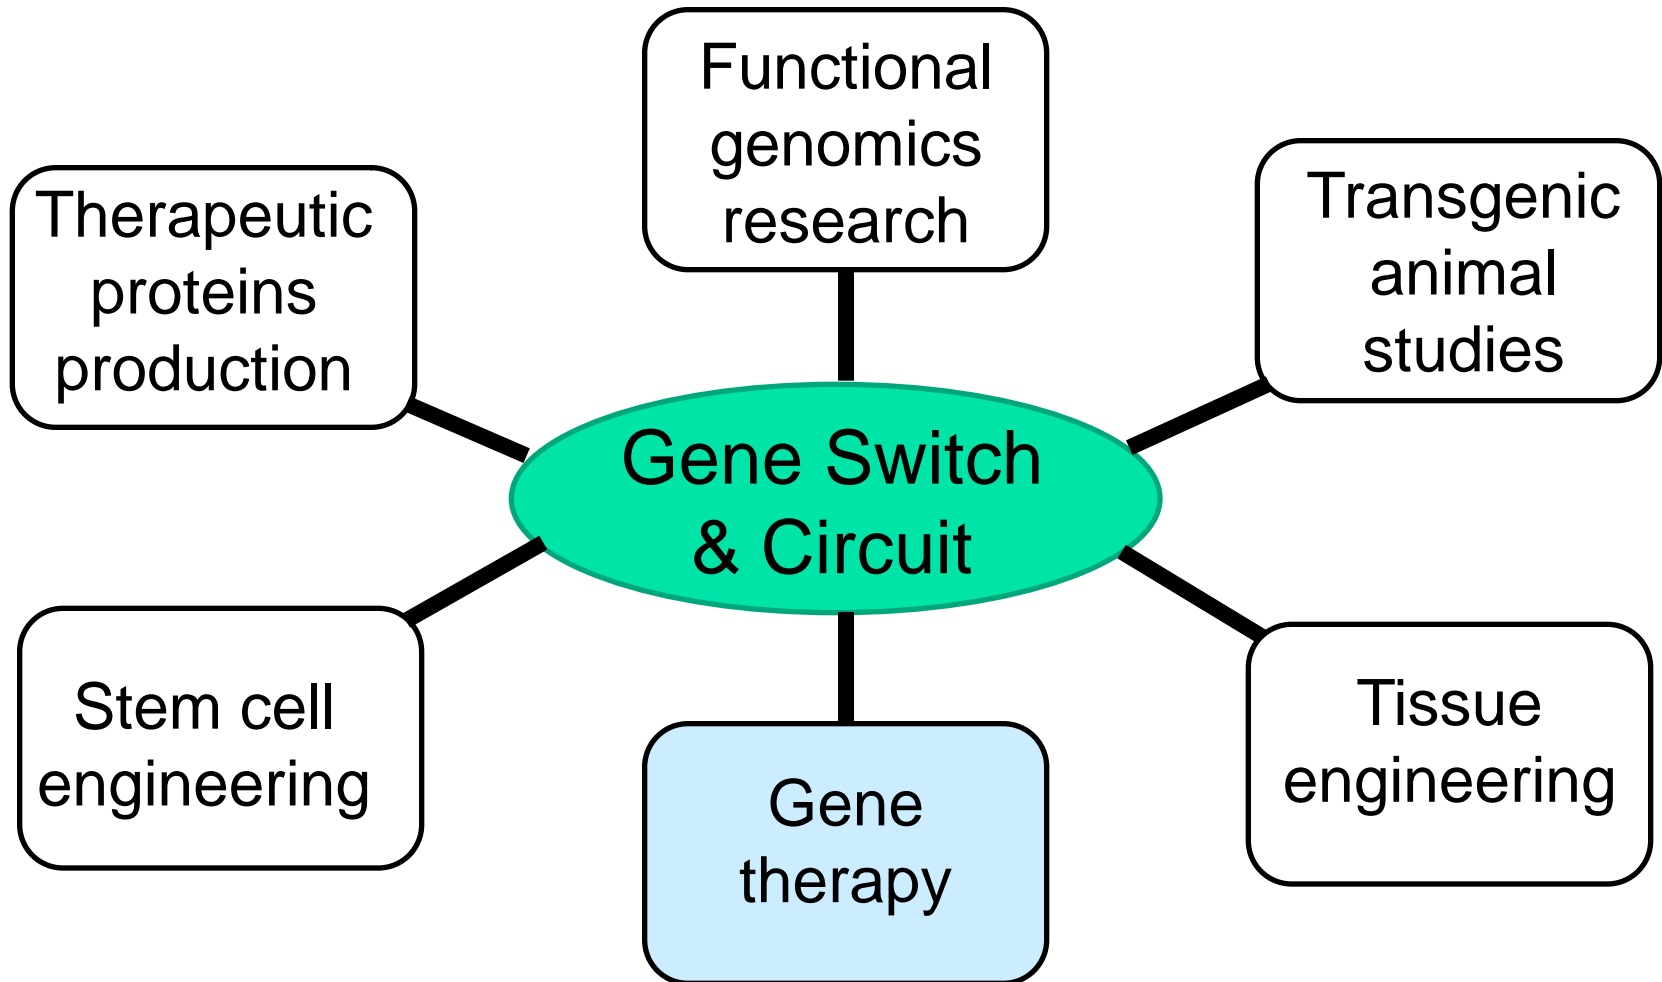 Functional
genomics
research
Therapeutic
proteins
production
Transgenic
animal
studies
Gene Switch
& Circuit
Stem cell
engineering
Gene
therapy
Tissue
engineering